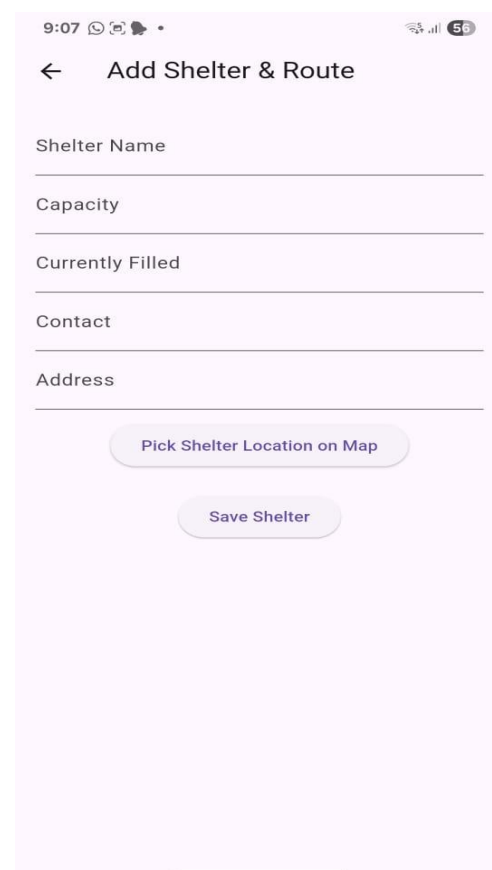 9:07 56
Add Shelter & Route
Shelter Name
Capacity
Currently Filled
Contact
Address
Pick Shelter Location on Map
Save Shelter